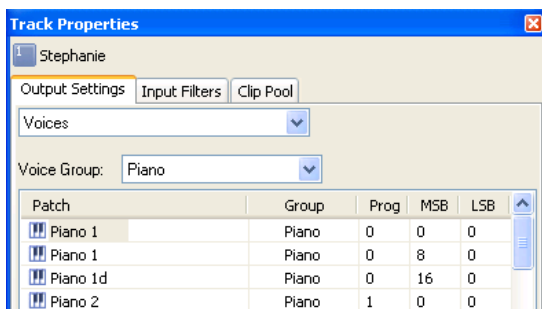 Track Properties
1 Stephanie
Output Settings Input Filters Clip Pool
Voices
Voice Group: Piano
Patch Group Prog MSB LSB
Piano 1 Piano 0 0 0
Piano 1 Piano 0 8 0
Piano 1d Piano 0 16 0
Piano 2 Piano 1 0 0